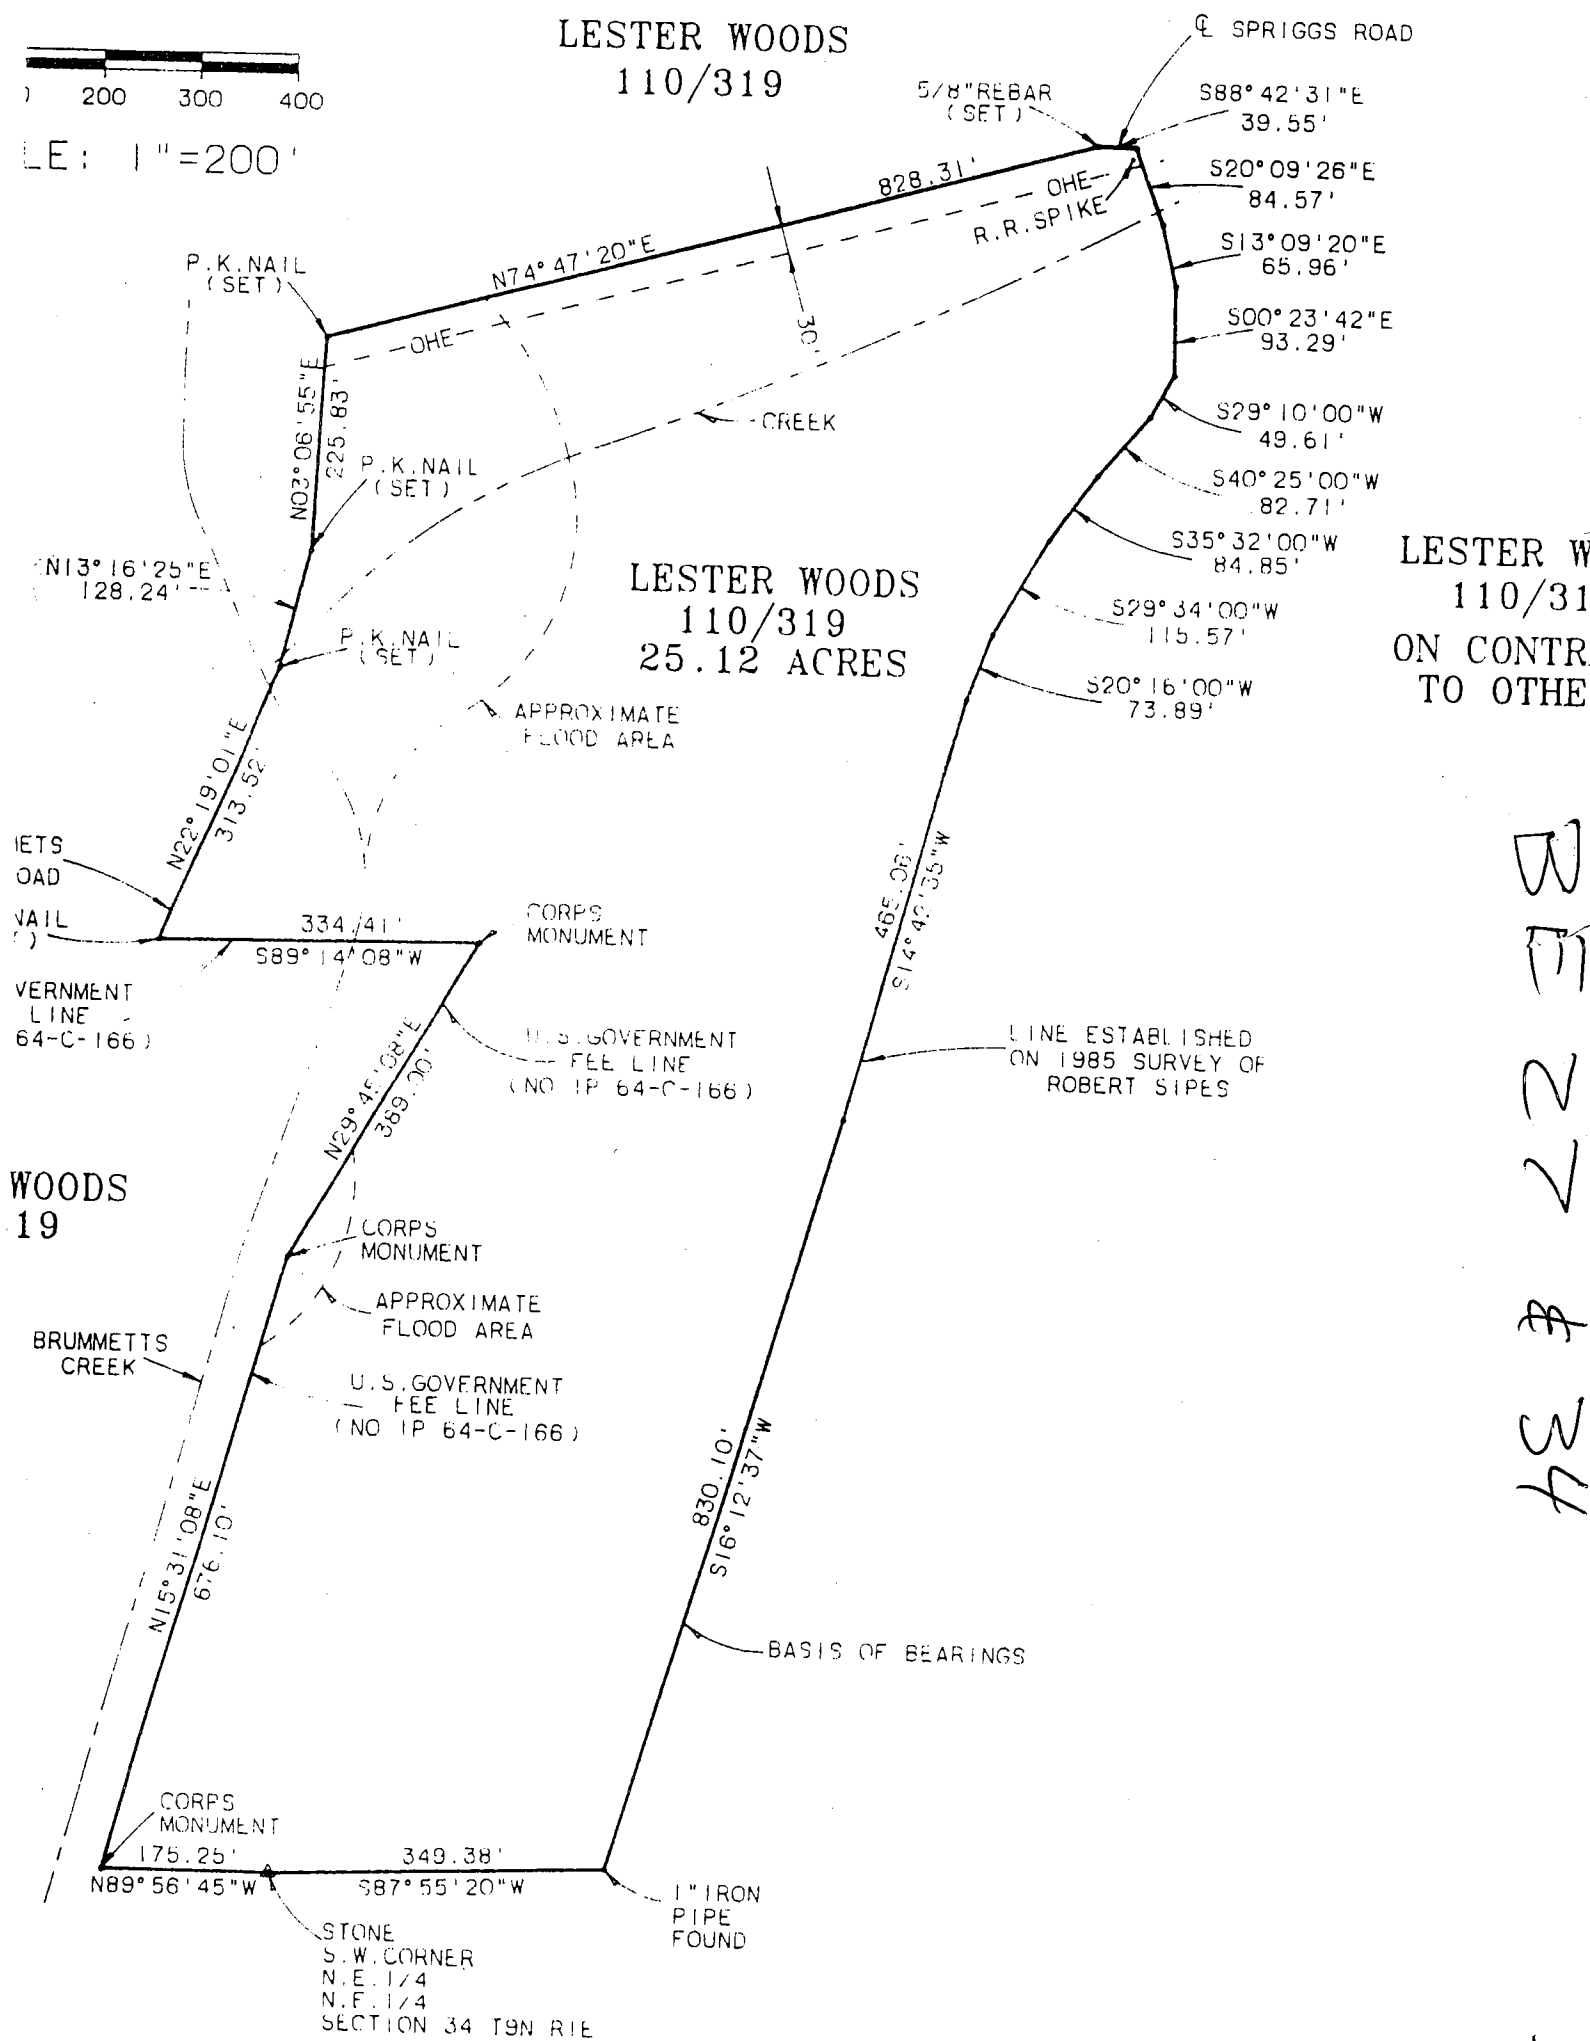 LESTER WOODS
110/319
℄ SPRIGGS ROAD
200 300 400
LE: 1"=200'
5/8"REBAR
(SET)
S88°42'31"E
39.55'
828.31'
N74°47'20"E
OHE
R.R.SPIKE
S20°09'26"E
84.57'
S13°09'20"E
65.96'
P.K.NAIL
(SET)
OHE
30'
S00°23'42"E
93.29'
N03°06'55"E
225.83'
CREEK
S29°10'00"W
49.61'
P.K.NAIL
(SET)
S40°25'00"W
82.71'
S35°32'00"W
84.85'
N13°16'25"E
128.24'
LESTER WOODS
110/319
25.12 ACRES
LESTER W
110/31
ON CONTR
TO OTHE
S29°34'00"W
115.57'
P.K.NAIL
(SET)
S20°16'00"W
73.89'
APPROXIMATE
FLOOD AREA
N22°19'01"E
313.52'
ETS
OAD
NAIL
334.41'
S89°14'08"W
CORPS
MONUMENT
465.06'
S14°42'35"W
VERNMENT
LINE
64-C-166)
N29°45'08"E
389.00'
U.S.GOVERNMENT
FEE LINE
(NO IP 64-C-166)
LINE ESTABLISHED
ON 1985 SURVEY OF
ROBERT SIPES
WOODS
19
CORPS
MONUMENT
APPROXIMATE
FLOOD AREA
BRUMMETTS
CREEK
U.S.GOVERNMENT
FEE LINE
(NO IP 64-C-166)
830.10'
S16°12'37"W
N15°31'08"E
676.10'
BASIS OF BEARINGS
CORPS
MONUMENT
175.25'
N89°56'45"W
349.38'
S87°55'20"W
1"IRON
PIPE
FOUND
STONE
S.W.CORNER
N.E.1/4
N.E.1/4
SECTION 34 T9N R1E